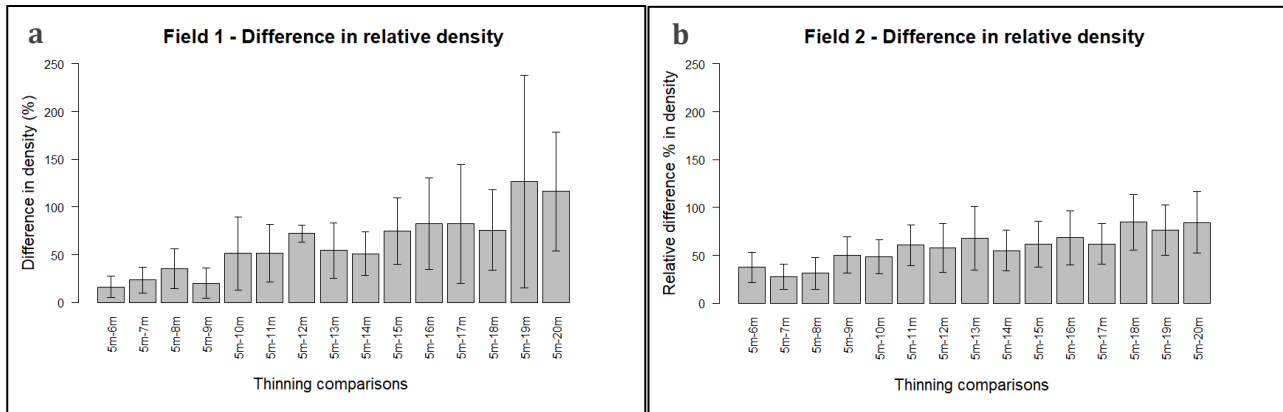 a
Field 1 - Difference in relative density
Difference in density (%)
250
200
150
100
50
0
5m-6m
5m-7m
5m-8m
5m-9m
5m-10m
5m-11m
5m-12m
5m-13m
5m-14m
5m-15m
5m-16m
5m-17m
5m-18m
5m-19m
5m-20m
Thinning comparisons
b
Field 2 - Difference in relative density
Relative difference % in density
250
200
150
100
50
0
5m-6m
5m-7m
5m-8m
5m-9m
5m-10m
5m-11m
5m-12m
5m-13m
5m-14m
5m-15m
5m-16m
5m-17m
5m-18m
5m-19m
5m-20m
Thinning comparisons